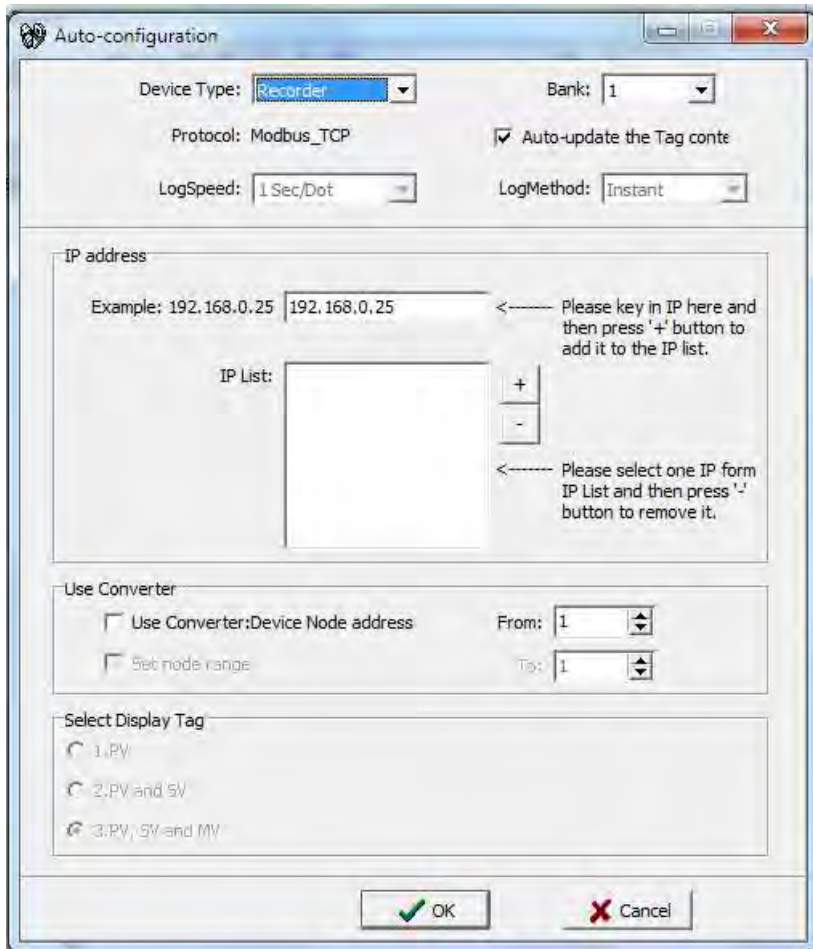 Auto-configuration
Device Type: Recorder
Bank: 1
Protocol: Modbus_TCP
Auto-update the Tag conte
LogSpeed: 1 Sec/Dot
LogMethod: Instant
IP address
Example: 192.168.0.25 192.168.0.25
<------- Please key in IP here and
then press '+' button to
add it to the IP list.
IP List:
+
-
<------- Please select one IP form
IP List and then press '-'
button to remove it.
Use Converter
Use Converter:Device Node address
From: 1
Set node range
To: 1
Select Display Tag
1.PV
2.PV and SV
3.PV, SV and MV
OK
Cancel